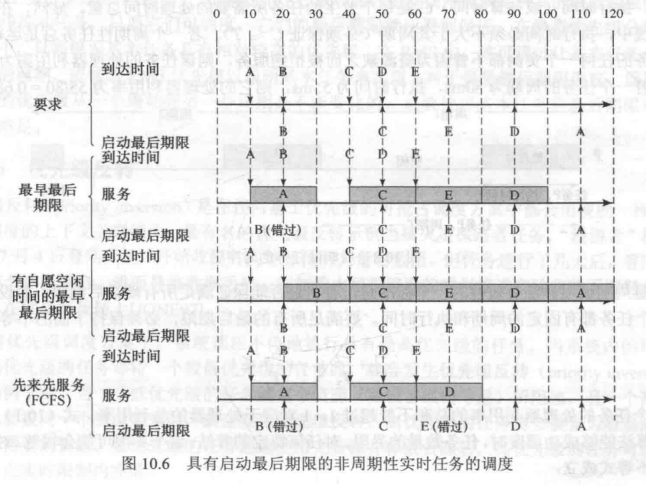 0 10 20 30 40 50 60 70 80 90 100 110 120
到达时间 A B C D E
要求
启动最后期限 B C E D A
到达时间 A B C D E
最早最后
期限
服务 A C E D
启动最后期限 B(错过) C E D A
到达时间 A B C D E
有自愿空闲
时间的最早
最后期限
服务 B C E D A
启动最后期限 B C E D A
到达时间 A B C D E
先来先服务
(FCFS)
服务 A C D
启动最后期限 B(错过) C E(错过) D A
图 10.6 具有启动最后期限的非周期性实时任务的调度